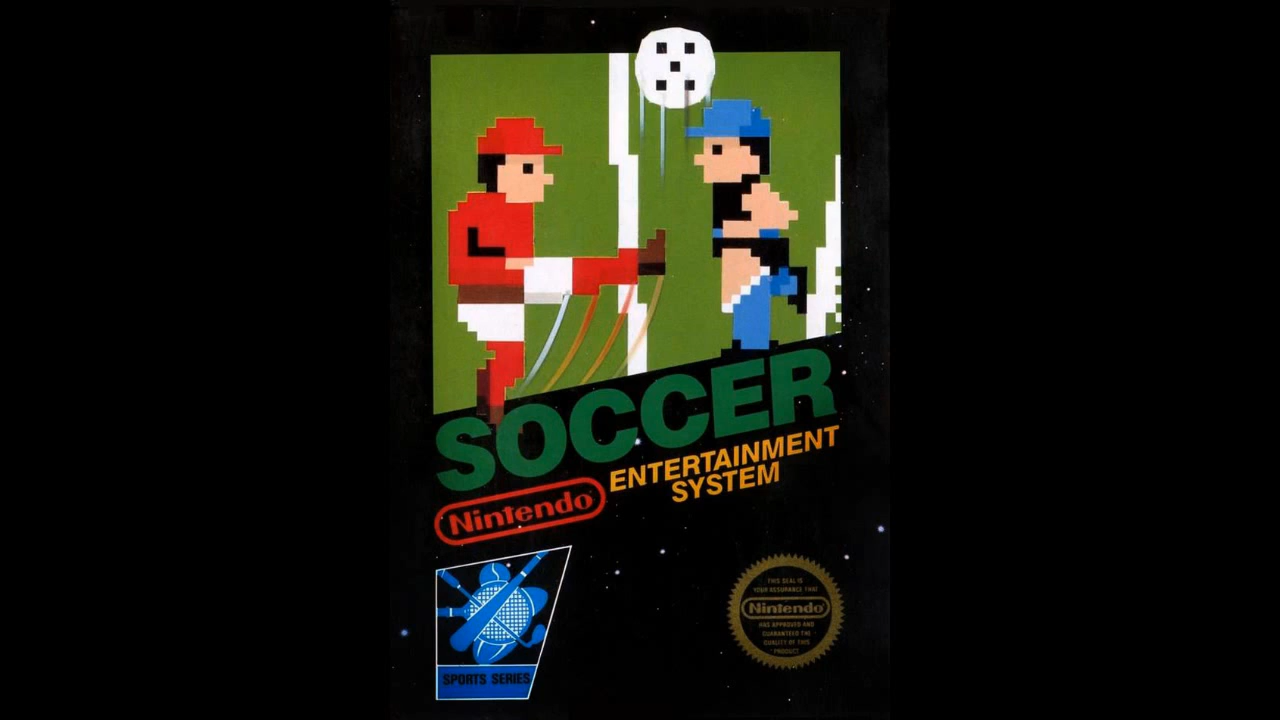 SOCCER
Nintendo
ENTERTAINMENT
SYSTEM
SPORTS SERIES
THIS SEAL IS
YOUR ASSURANCE THAT
Nintendo
HAS APPROVED AND
GUARANTEED THE
QUALITY OF THIS
PRODUCT